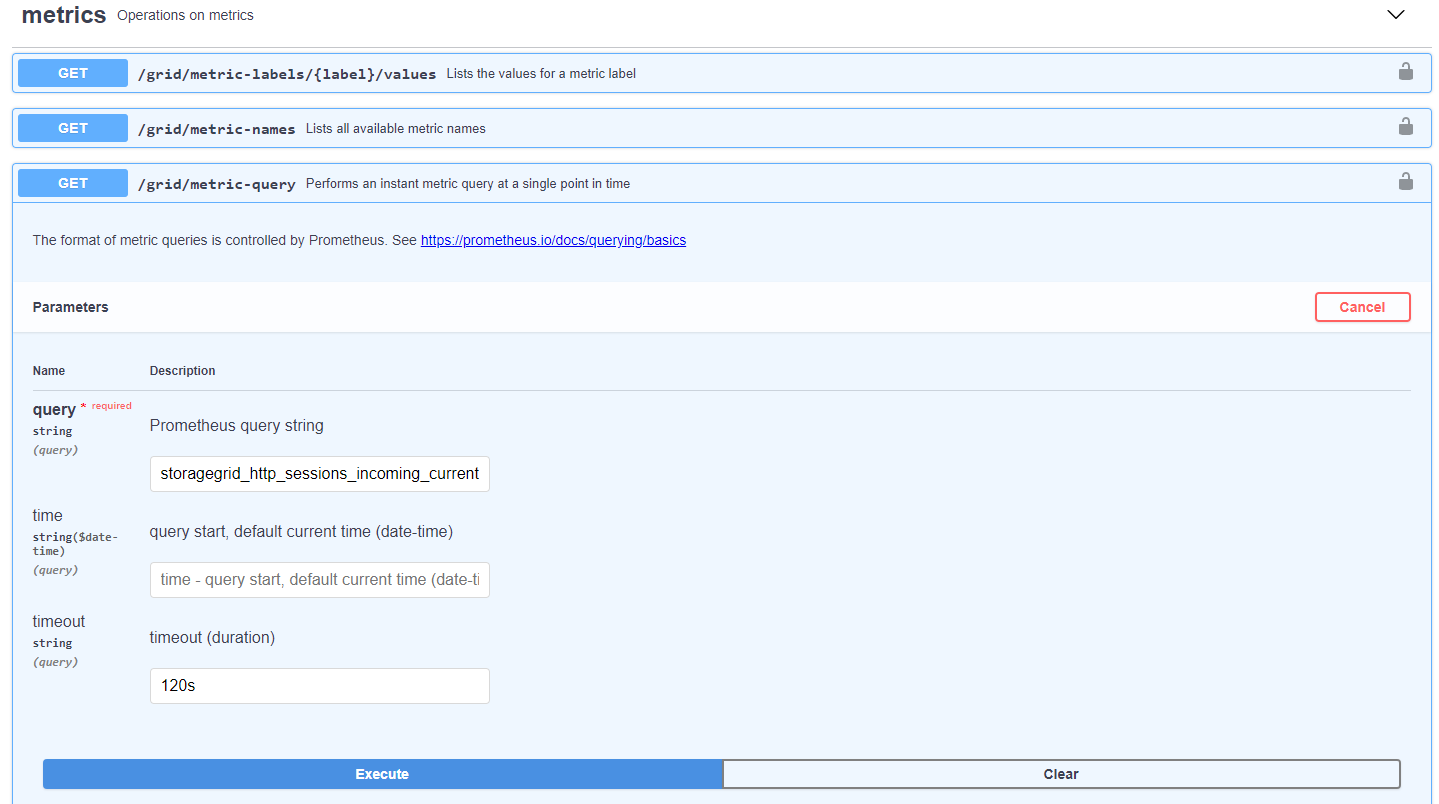 metrics Operations on metrics
GET /grid/metric-labels/{label}/values Lists the values for a metric label
GET /grid/metric-names Lists all available metric names
GET /grid/metric-query Performs an instant metric query at a single point in time
The format of metric queries is controlled by Prometheus. See https://prometheus.io/docs/querying/basics
Parameters Cancel
Name Description
query * required
string
(query)
Prometheus query string
storagegrid_http_sessions_incoming_current
time
string($date-
time)
(query)
query start, default current time (date-time)
time - query start, default current time (date-ti
timeout
string
(query)
timeout (duration)
120s
Execute Clear